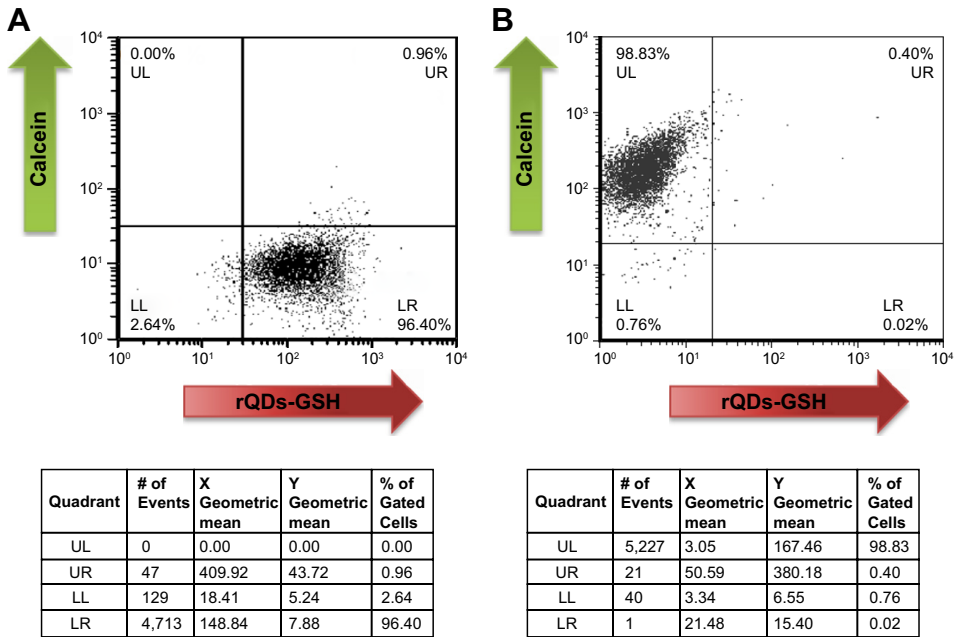 A
Calcein
10⁴
10³
10²
10¹
10⁰
0.00%
UL
0.96%
UR
LL
2.64%
LR
96.40%
10⁰ 10¹ 10² 10³ 10⁴
rQDs-GSH
B
Calcein
10⁴
10³
10²
10¹
10⁰
98.83%
UL
0.40%
UR
LL
0.76%
LR
0.02%
10⁰ 10¹ 10² 10³ 10⁴
rQDs-GSH
Quadrant # of Events X Geometric mean Y Geometric mean % of Gated Cells
UL 0 0.00 0.00 0.00
UR 47 409.92 43.72 0.96
LL 129 18.41 5.24 2.64
LR 4,713 148.84 7.88 96.40
Quadrant # of Events X Geometric mean Y Geometric mean % of Gated Cells
UL 5,227 3.05 167.46 98.83
UR 21 50.59 380.18 0.40
LL 40 3.34 6.55 0.76
LR 1 21.48 15.40 0.02